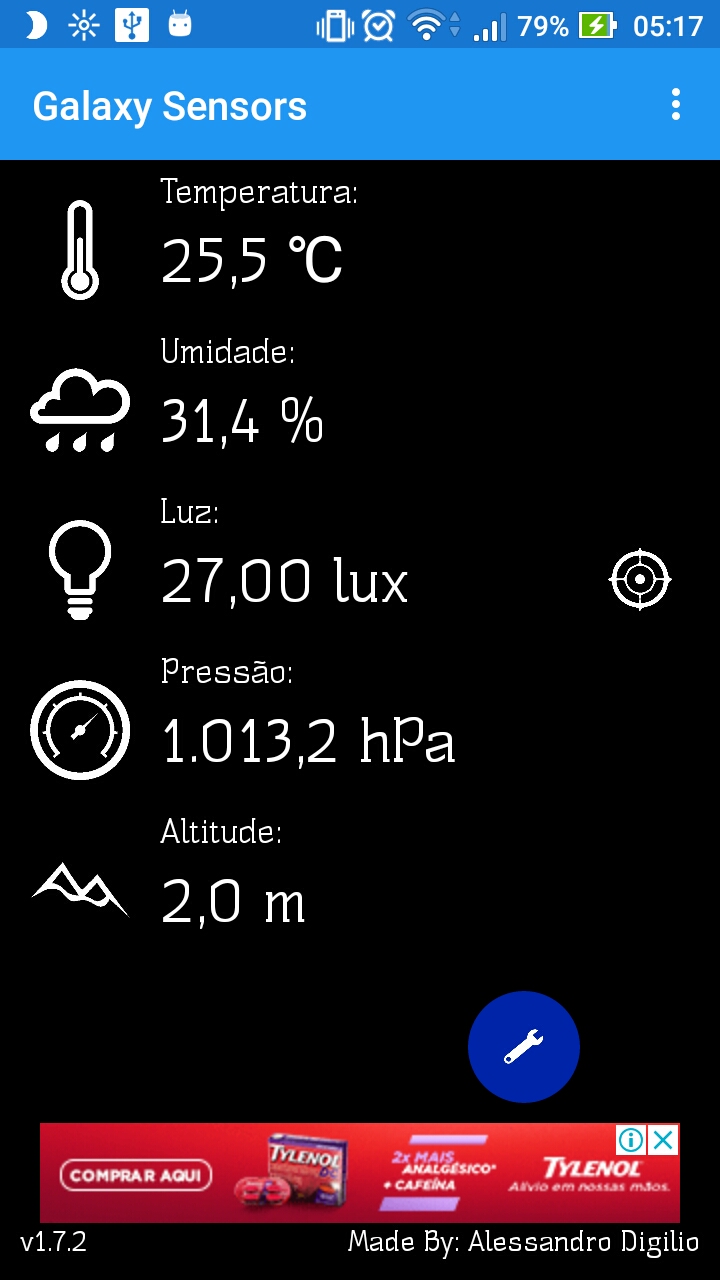 79% 05:17
Galaxy Sensors
Temperatura:
25,5 °C
Umidade:
31,4 %
Luz:
27,00 lux
Pressão:
1.013,2 hPa
Altitude:
2,0 m
COMPRAR AQUI
TYLENOL
2x MAIS
ANALGÉSICO*
+ CAFEÍNA
TYLENOL
Alívio em nossas mãos.
v1.7.2 Made By: Alessandro Digilio